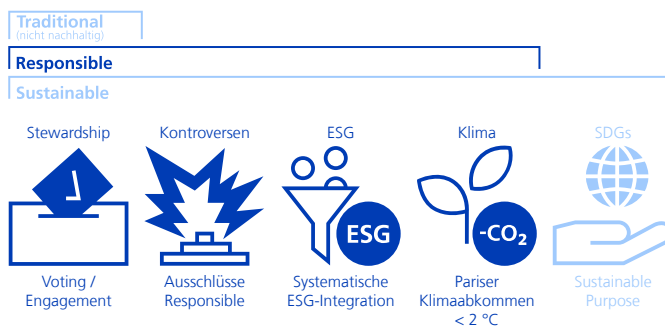 Traditional
(nicht nachhaltig)
Responsible
Sustainable
Stewardship Kontroversen ESG Klima SDGs
ESG -CO₂
Voting / Ausschlüsse Systematische Pariser Sustainable
Engagement Responsible ESG-Integration Klimaabkommen Purpose
< 2 °C